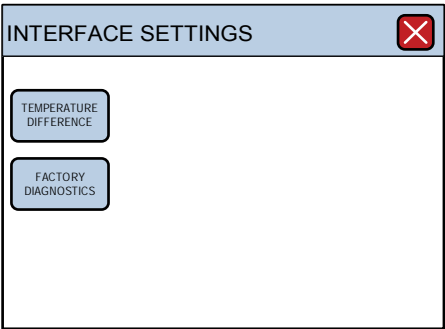 INTERFACE SETTINGS
TEMPERATURE
DIFFERENCE
FACTORY
DIAGNOSTICS